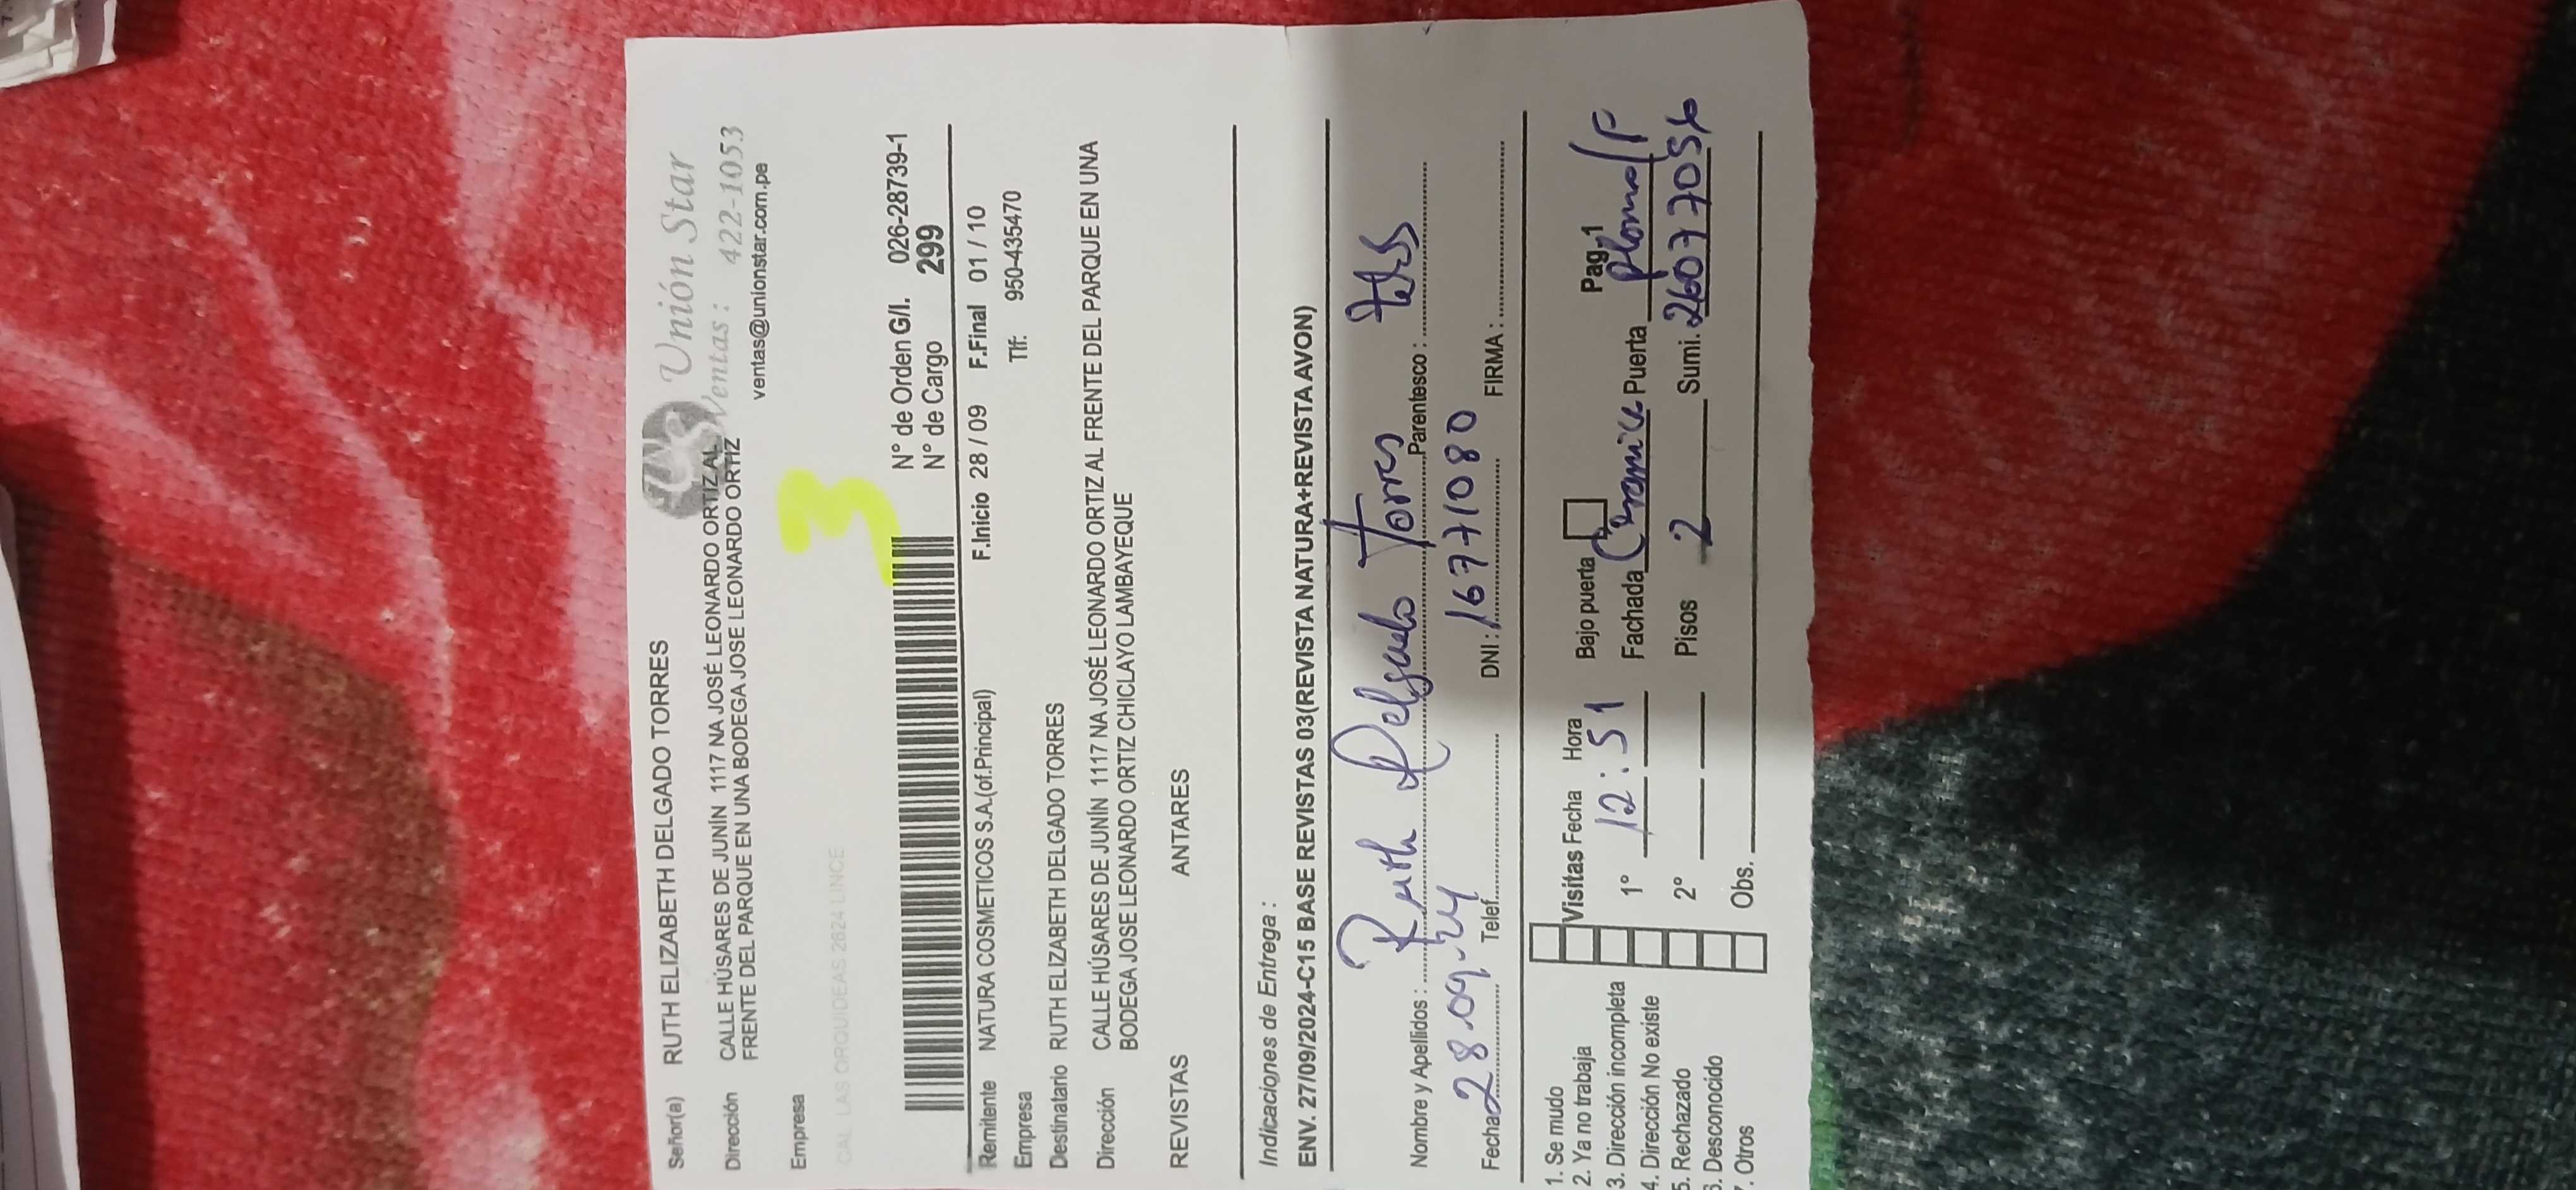 Señor(a) RUTH ELIZABETH DELGADO TORRES
Unión Star
Dirección CALLE HÚSARES DE JUNÍN 1117 NA JOSÉ LEONARDO ORTIZ AL
Ventas: 422-1053
FRENTE DEL PARQUE EN UNA BODEGA JOSE LEONARDO ORTIZ
ventas@unionstar.com.pe
Empresa
3
CAL LAS ORQUIDEAS 2624 LINCE
N° de Orden G/I. 026-28739-1
N° de Cargo 299
Remitente NATURA COSMETICOS S.A.(of.Principal) F.Inicio 28 / 09 F.Final 01 / 10
Empresa Tlf: 950-435470
Destinatario RUTH ELIZABETH DELGADO TORRES
Dirección CALLE HÚSARES DE JUNÍN 1117 NA JOSÉ LEONARDO ORTIZ AL FRENTE DEL PARQUE EN UNA
BODEGA JOSE LEONARDO ORTIZ CHICLAYO LAMBAYEQUE
REVISTAS ANTARES
Indicaciones de Entrega :
ENV. 27/09/2024-C15 BASE REVISTAS 03(REVISTA NATURA+REVISTA AVON)
Nombre y Apellidos : Ruth Delgado Torres Parentesco :
Fecha 28.09.24 Telef. DNI : 16771080 FIRMA :
1. Se mudo
2. Ya no trabaja Visitas Fecha Hora Bajo puerta Pag-1
3. Dirección incompleta 1° 12:51 Fachada Ceramica Puerta Ploma/F
4. Dirección No existe
5. Rechazado 2° Pisos 2 Sumi.
6. Desconocido
7. Otros Obs.